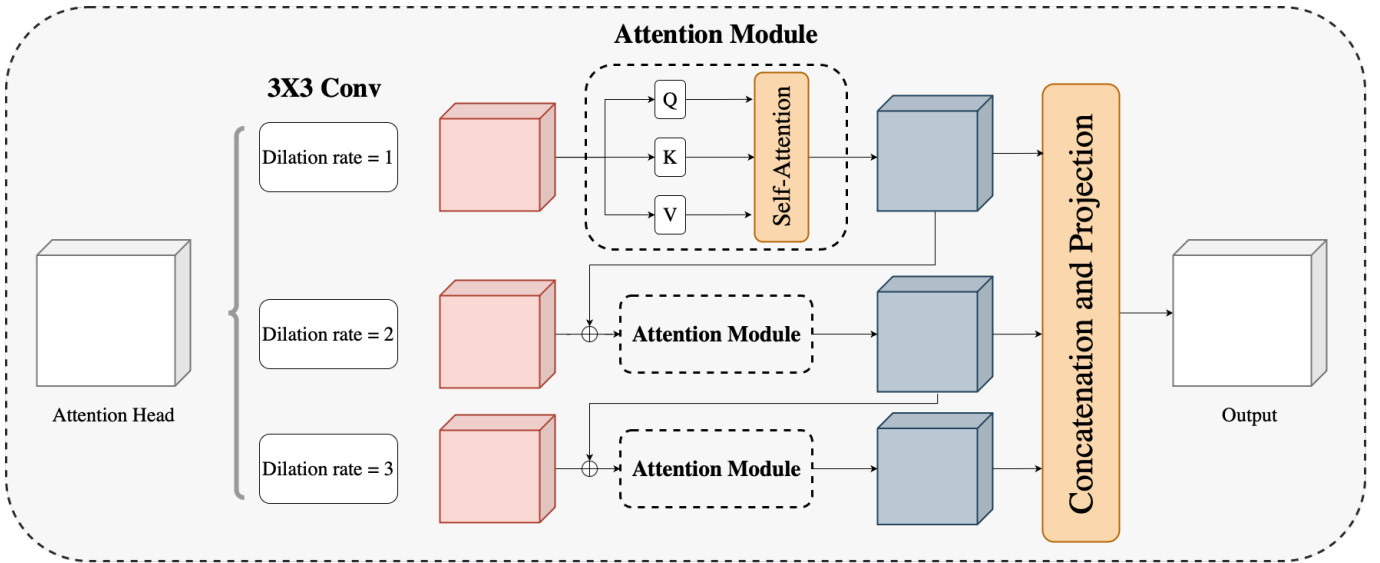 Attention Module
3X3 Conv
Dilation rate = 1
Q
K
V
Self-Attention
Dilation rate = 2
Attention Module
Attention Head
Dilation rate = 3
Attention Module
Concatenation and Projection
Output